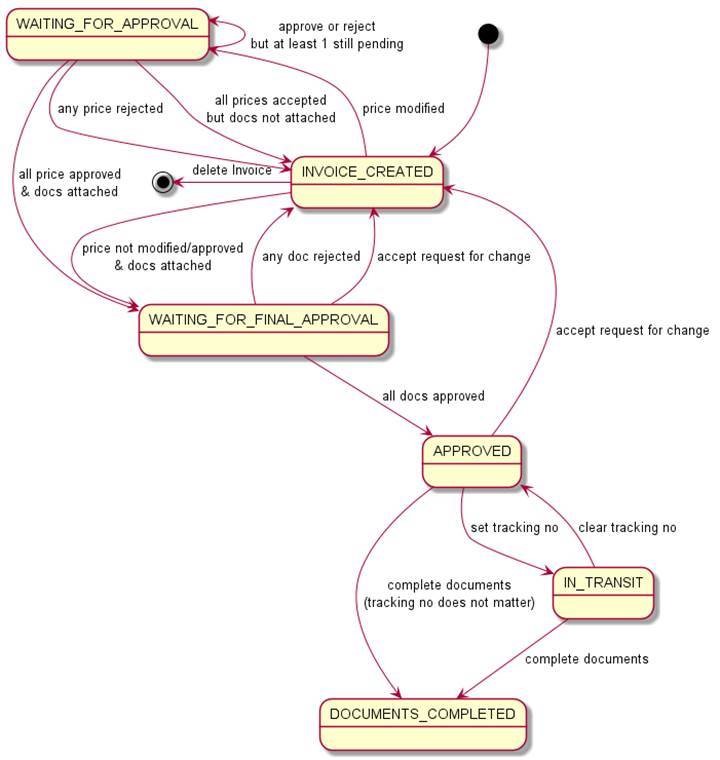 WAITING_FOR_APPROVAL
approve or reject
but at least 1 still pending
any price rejected
all prices accepted
but docs not attached
price modified
all price approved
& docs attached
delete Invoice
INVOICE_CREATED
price not modified/approved
& docs attached
any doc rejected
accept request for change
WAITING_FOR_FINAL_APPROVAL
accept request for change
all docs approved
APPROVED
set tracking no
clear tracking no
complete documents
(tracking no does not matter)
IN_TRANSIT
complete documents
DOCUMENTS_COMPLETED